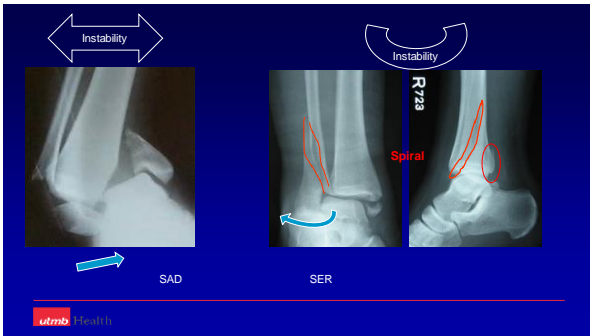 Instability
Instability
R723
Spiral
SAD
SER
utmb Health